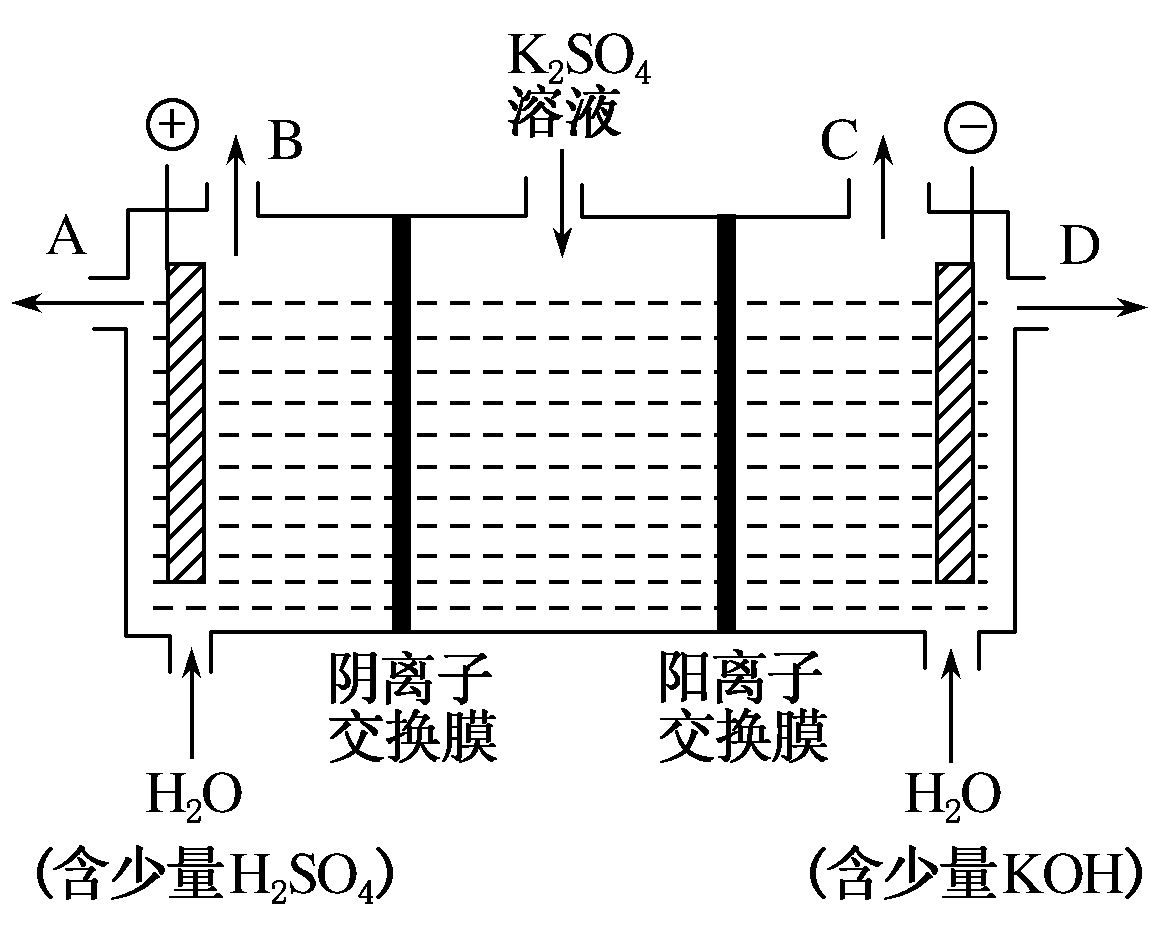 K₂SO₄
溶液
+
B
C
−
A
D
阴离子
交换膜
阳离子
交换膜
H₂O
(含少量H₂SO₄)
H₂O
(含少量KOH)